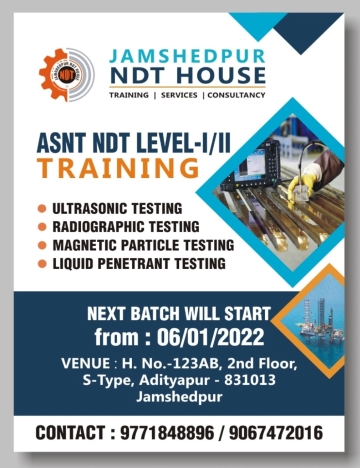 JAMSHEDPUR
NDT HOUSE
TRAINING | SERVICES | CONSULTANCY
NDT
ASNT NDT LEVEL-I/II
TRAINING
ULTRASONIC TESTING
RADIOGRAPHIC TESTING
MAGNETIC PARTICLE TESTING
LIQUID PENETRANT TESTING
NEXT BATCH WILL START
from : 06/01/2022
VENUE : H. No.-123AB, 2nd Floor,
S-Type, Adityapur - 831013
Jamshedpur
CONTACT : 9771848896 / 9067472016